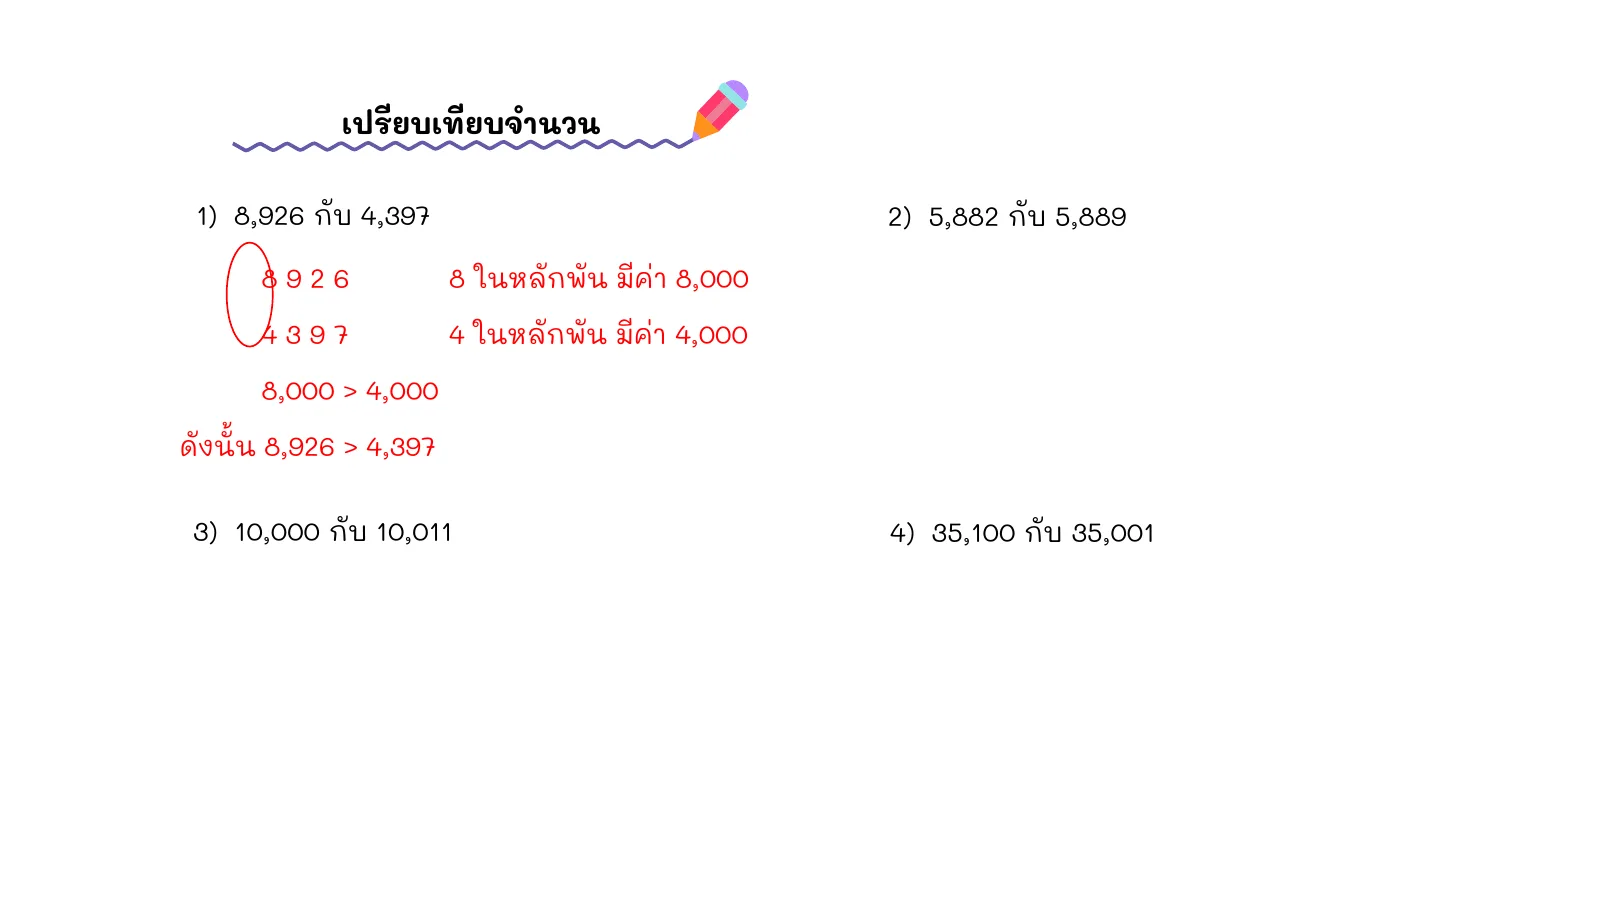 เปรียบเทียบจำนวน
1) 8,926 กับ 4,397
8 9 2 6 8 ในหลักพัน มีค่า 8,000
4 3 9 7 4 ในหลักพัน มีค่า 4,000
8,000 > 4,000
ดังนั้น 8,926 > 4,397
2) 5,882 กับ 5,889
3) 10,000 กับ 10,011
4) 35,100 กับ 35,001